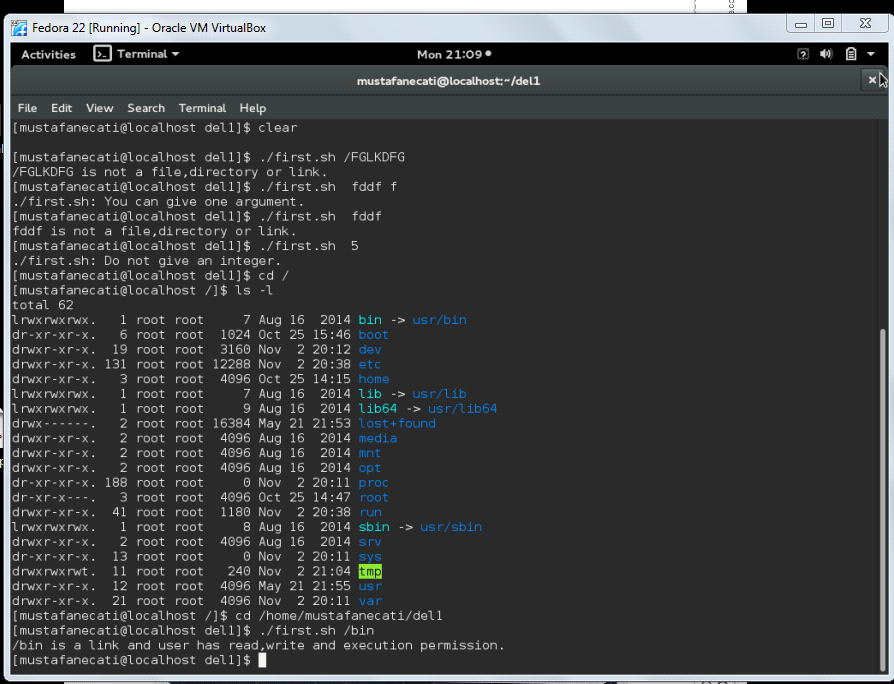 Fedora 22 [Running] - Oracle VM VirtualBox
Activities Terminal Mon 21:09
mustafanecati@localhost:~/del1
File Edit View Search Terminal Help
[mustafanecati@localhost del1]$ clear
[mustafanecati@localhost del1]$ ./first.sh /FGLKDFG
/FGLKDFG is not a file,directory or link.
[mustafanecati@localhost del1]$ ./first.sh  fddf f
./first.sh: You can give one argument.
[mustafanecati@localhost del1]$ ./first.sh  fddf
fddf is not a file,directory or link.
[mustafanecati@localhost del1]$ ./first.sh  5
./first.sh: Do not give an integer.
[mustafanecati@localhost del1]$ cd /
[mustafanecati@localhost /]$ ls -l
total 62
lrwxrwxrwx.   1 root root     7 Aug 16  2014 bin -> usr/bin
dr-xr-xr-x.   6 root root  1024 Oct 25 15:46 boot
drwxr-xr-x.  19 root root  3160 Nov  2 20:12 dev
drwxr-xr-x. 131 root root 12288 Nov  2 20:38 etc
drwxr-xr-x.   3 root root  4096 Oct 25 14:15 home
lrwxrwxrwx.   1 root root     7 Aug 16  2014 lib -> usr/lib
lrwxrwxrwx.   1 root root     9 Aug 16  2014 lib64 -> usr/lib64
drwx------.   2 root root 16384 May 21 21:53 lost+found
drwxr-xr-x.   2 root root  4096 Aug 16  2014 media
drwxr-xr-x.   2 root root  4096 Aug 16  2014 mnt
drwxr-xr-x.   2 root root  4096 Aug 16  2014 opt
dr-xr-xr-x. 188 root root     0 Nov  2 20:11 proc
dr-xr-x---.   3 root root  4096 Oct 25 14:47 root
drwxr-xr-x.  41 root root  1180 Nov  2 20:38 run
lrwxrwxrwx.   1 root root     8 Aug 16  2014 sbin -> usr/sbin
drwxr-xr-x.   2 root root  4096 Aug 16  2014 srv
dr-xr-xr-x.  13 root root     0 Nov  2 20:11 sys
drwxrwxrwt.  11 root root   240 Nov  2 21:04 tmp
drwxr-xr-x.  12 root root  4096 May 21 21:55 usr
drwxr-xr-x.  21 root root  4096 Nov  2 20:11 var
[mustafanecati@localhost /]$ cd /home/mustafanecati/del1
[mustafanecati@localhost del1]$ ./first.sh /bin
/bin is a link and user has read,write and execution permission.
[mustafanecati@localhost del1]$